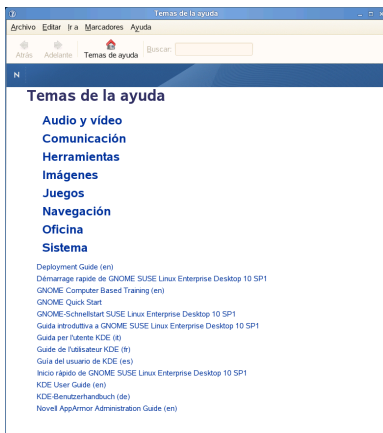 Temas de la ayuda
Archivo Editar Ir a Marcadores Ayuda
Atrás Adelante Temas de ayuda Buscar:
N
Temas de la ayuda
Audio y vídeo
Comunicación
Herramientas
Imágenes
Juegos
Navegación
Oficina
Sistema
Deployment Guide (en)
Démarrage rapide de GNOME SUSE Linux Enterprise Desktop 10 SP1
GNOME Computer Based Training (en)
GNOME Quick Start
GNOME-Schnellstart SUSE Linux Enterprise Desktop 10 SP1
Guida introduttiva a GNOME SUSE Linux Enterprise Desktop 10 SP1
Guida per l'utente KDE (it)
Guide de l'utilisateur KDE (fr)
Guía del usuario de KDE (es)
Inicio rápido de GNOME SUSE Linux Enterprise Desktop 10 SP1
KDE User Guide (en)
KDE-Benutzerhandbuch (de)
Novell AppArmor Administration Guide (en)